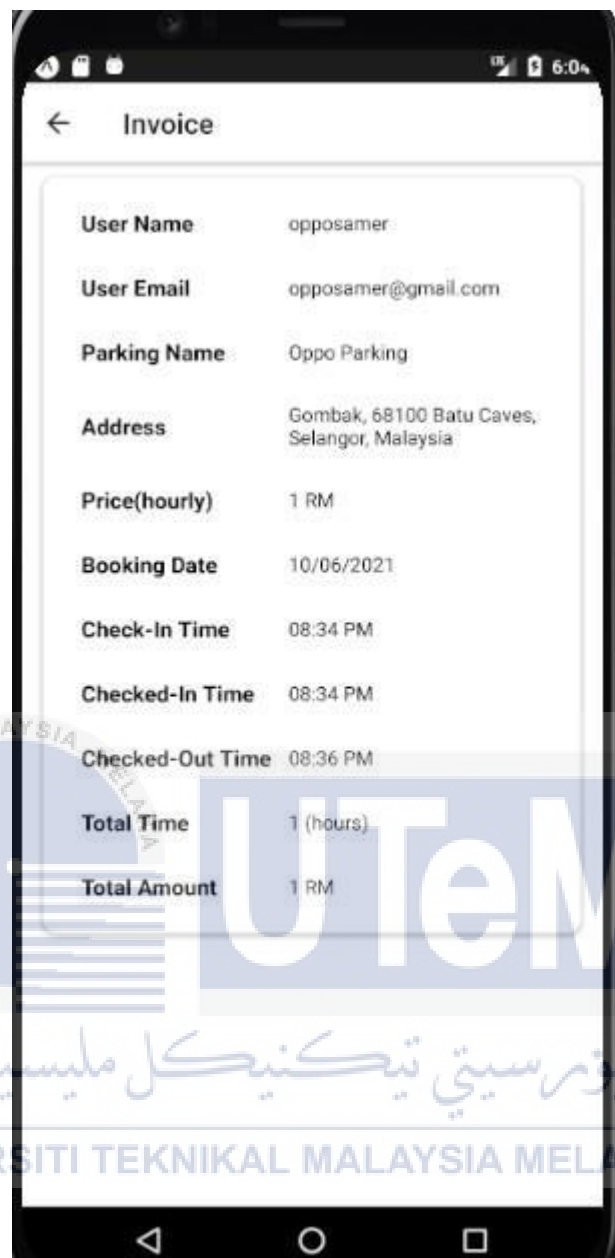 6:04
Invoice
User Name opposamer
User Email opposamer@gmail.com
Parking Name Oppo Parking
Address Gombak, 68100 Batu Caves,
Selangor, Malaysia
Price(hourly) 1 RM
Booking Date 10/06/2021
Check-In Time 08:34 PM
Checked-In Time 08:34 PM
Checked-Out Time 08:36 PM
Total Time 1 (hours)
Total Amount 1 RM
UTeM
تيكنيكل
TEKNIKAL MALAYSIA